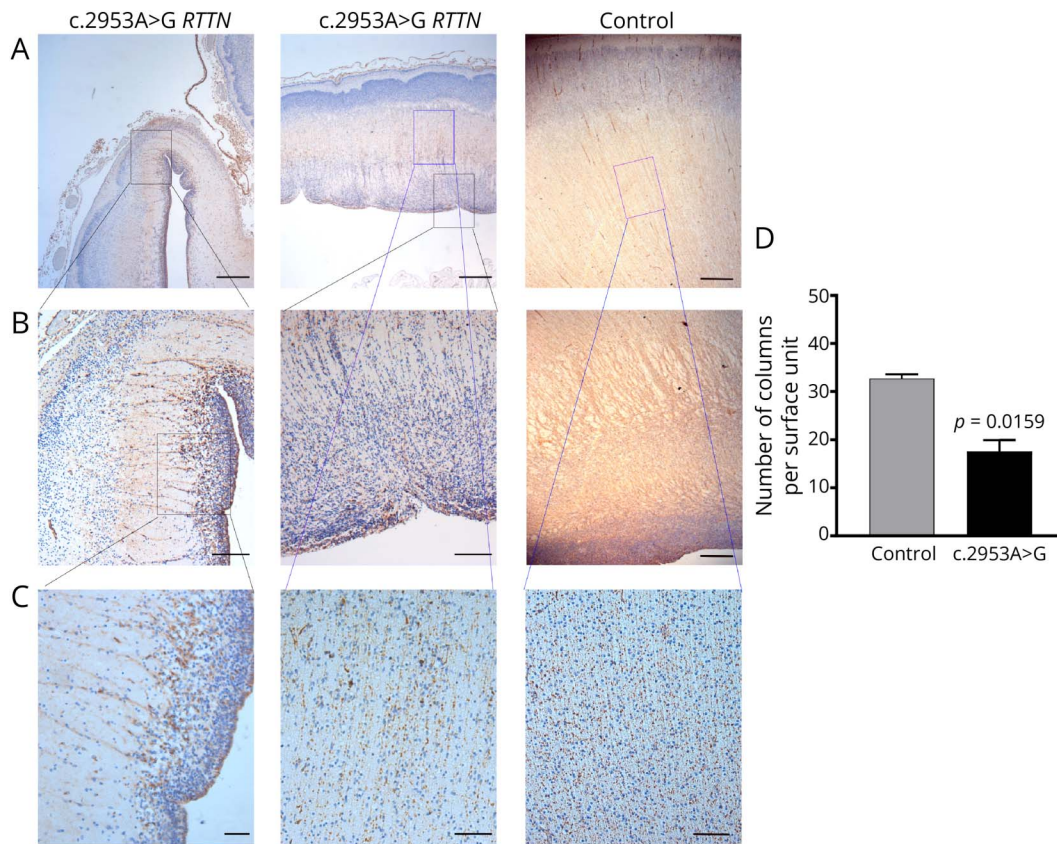 c.2953A>G RTTN
c.2953A>G RTTN
Control
A
B
C
D
Number of columns
per surface unit
50
40
30
20
10
0
p = 0.0159
Control
c.2953A>G